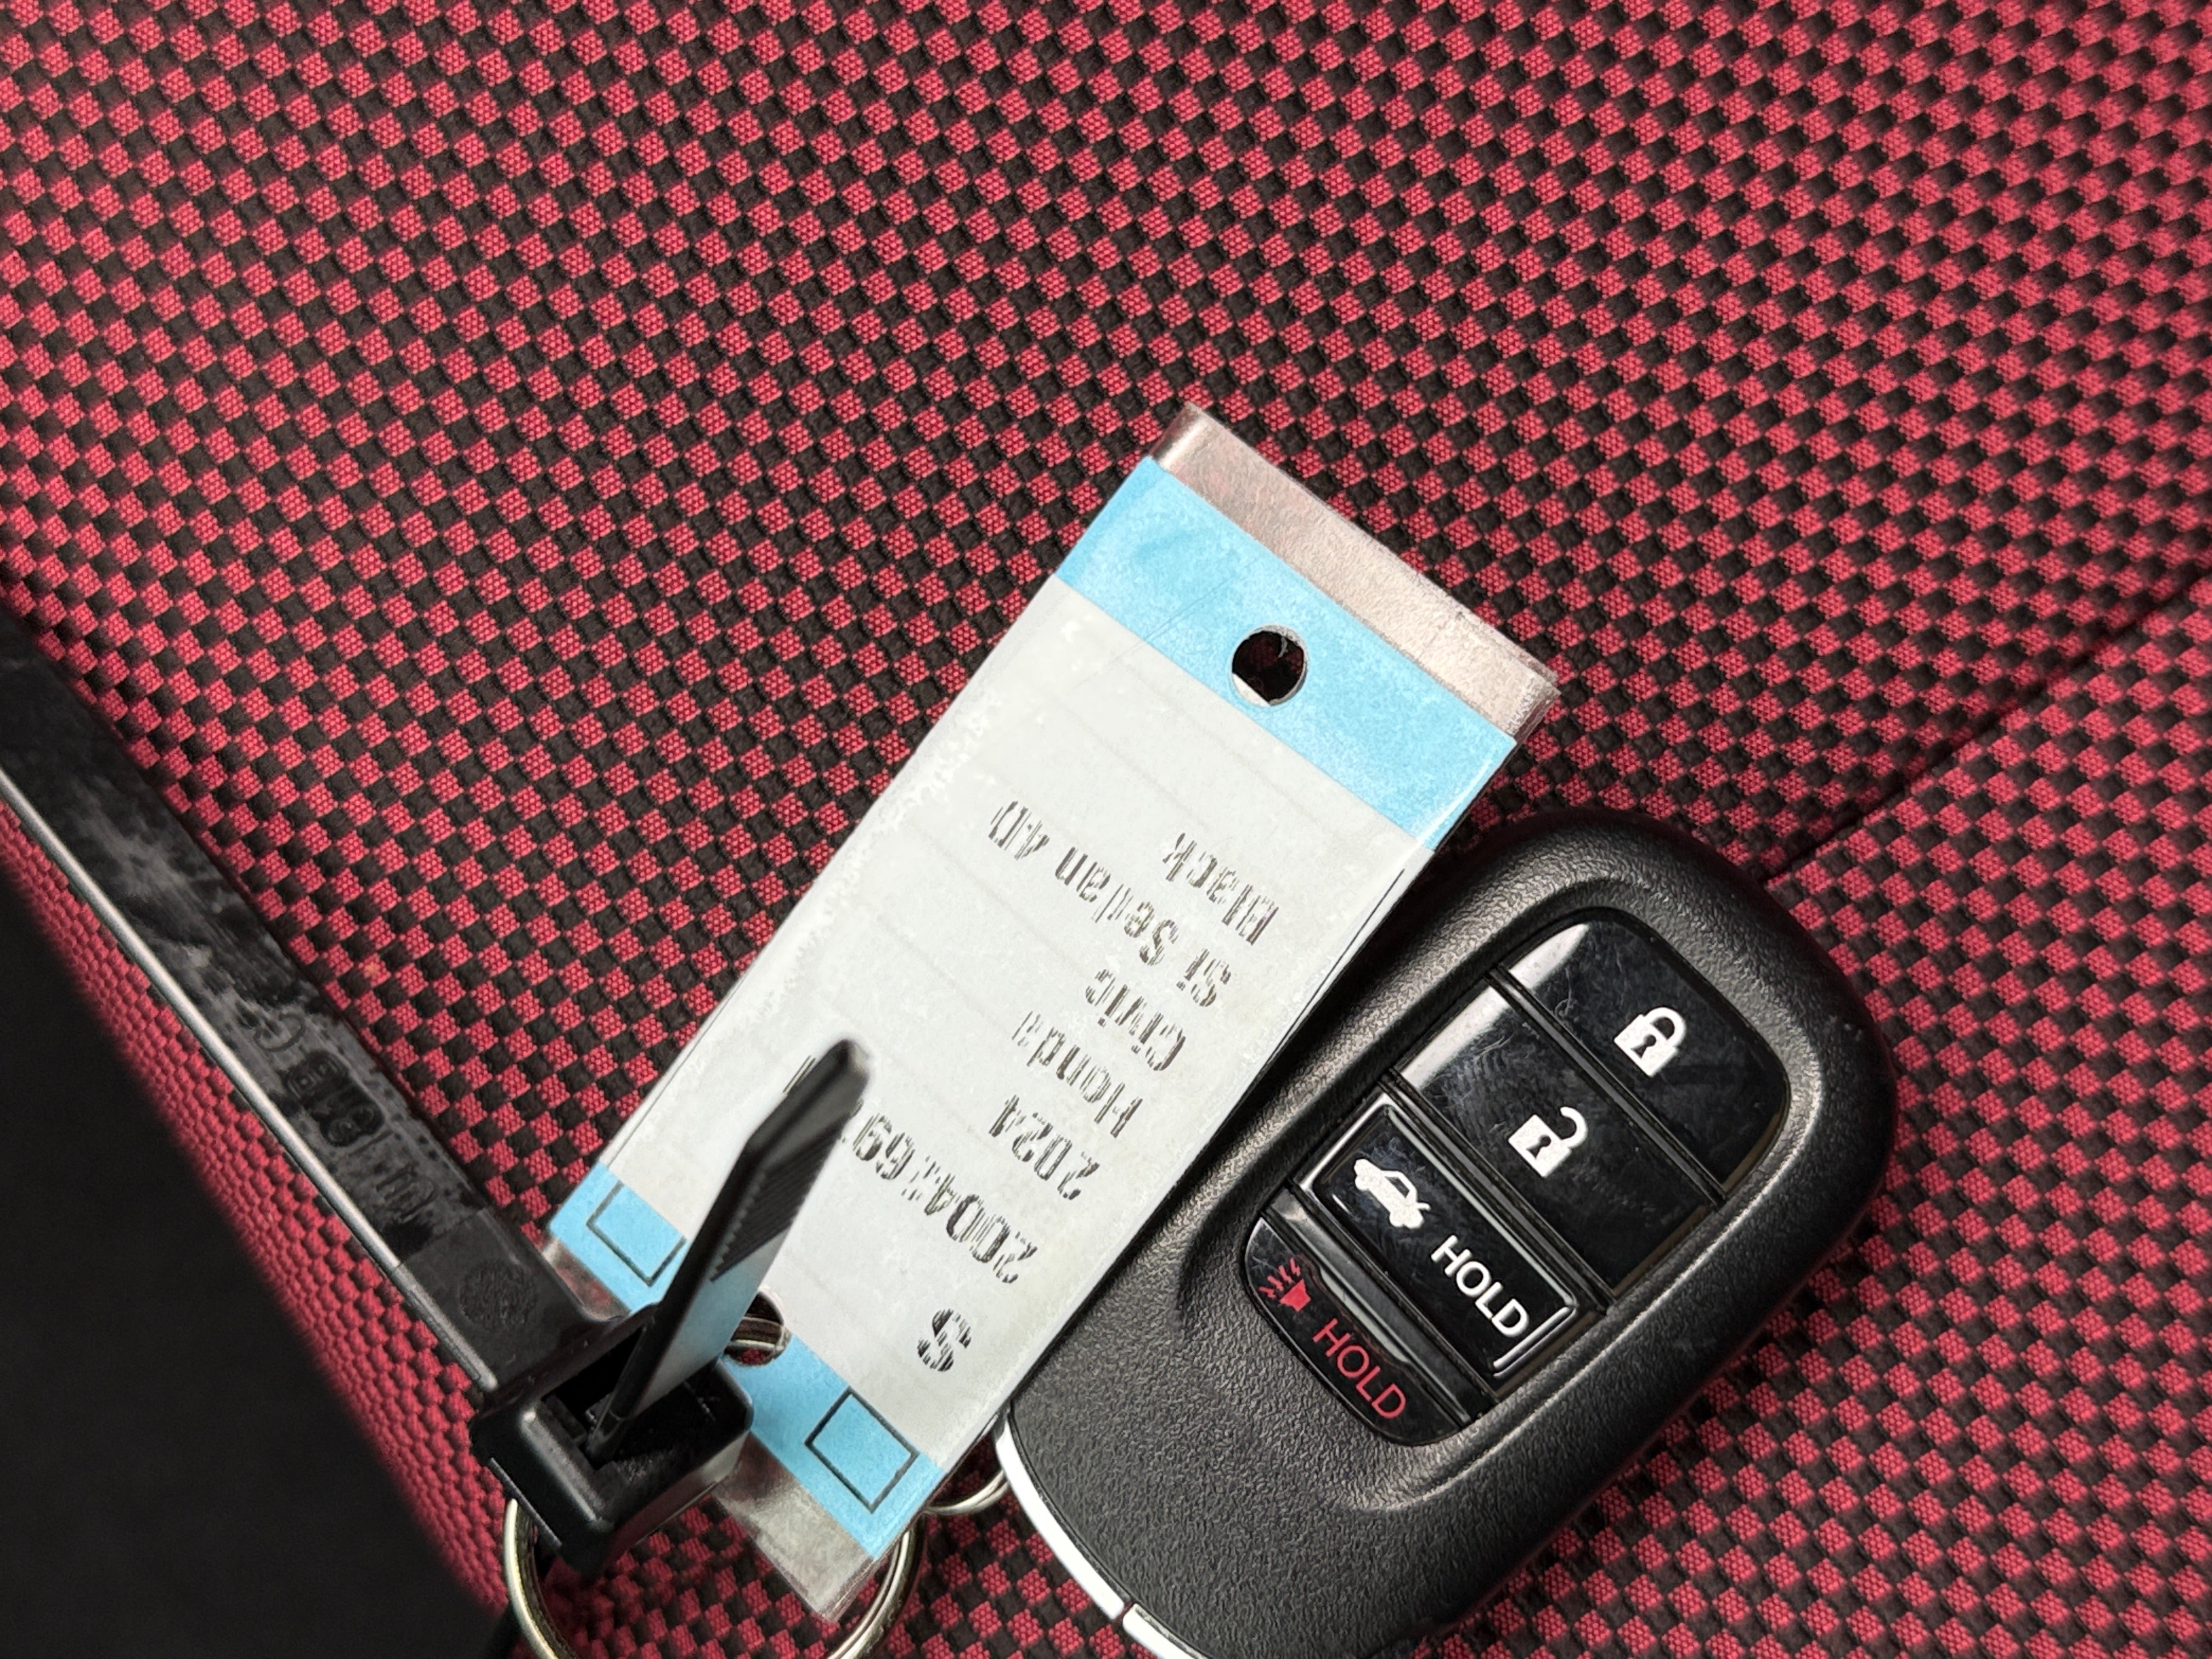 S
2024
Honda
Civic
SI Sedan 4D
Black
HOLD
HOLD